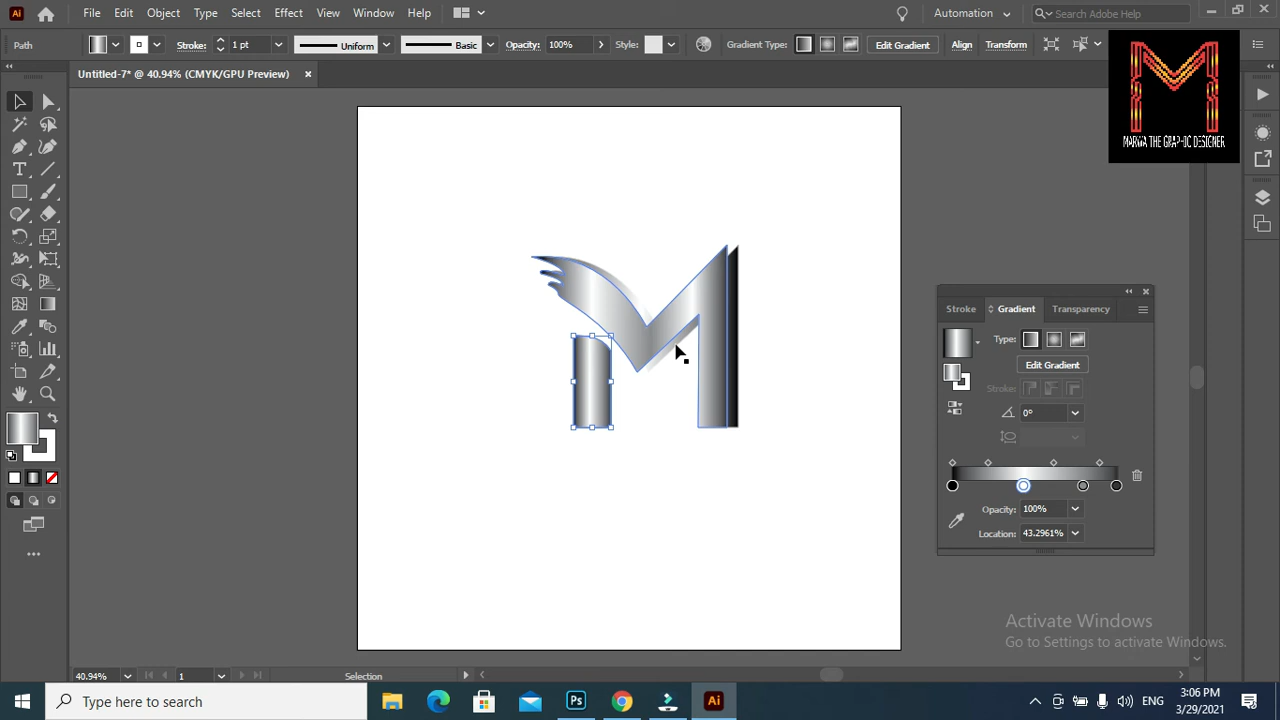 Ai File Edit Object Type Select Effect View Window Help Automation Search Adobe Help
Path Stroke: 1 pt Uniform Basic Opacity: 100% Style: Gradient Type: Edit Gradient Align Transform
Untitled-7* @ 40.94% (CMYK/GPU Preview)
MARWA THE GRAPHIC DESIGNER
Stroke Gradient Transparency
Type:
Edit Gradient
Stroke:
0°
Opacity: 100%
Location: 43.2961%
Activate Windows
Go to Settings to activate Windows.
40.94% 1 Selection
Type here to search Ps Ai ENG 3:06 PM
3/29/2021